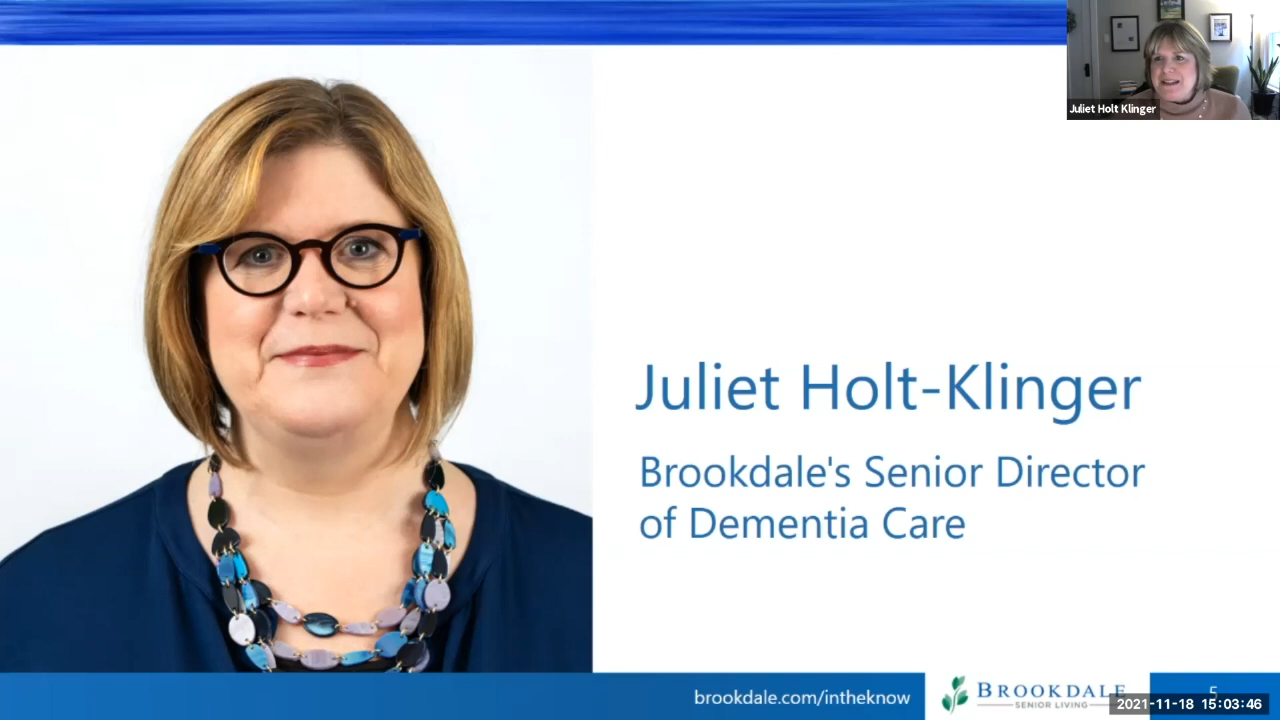 Juliet Holt Klinger
Juliet Holt-Klinger
Brookdale's Senior Director
of Dementia Care
brookdale.com/intheknow
BROOKDALE
SENIOR LIVING
5
2021-11-18 15:03:46